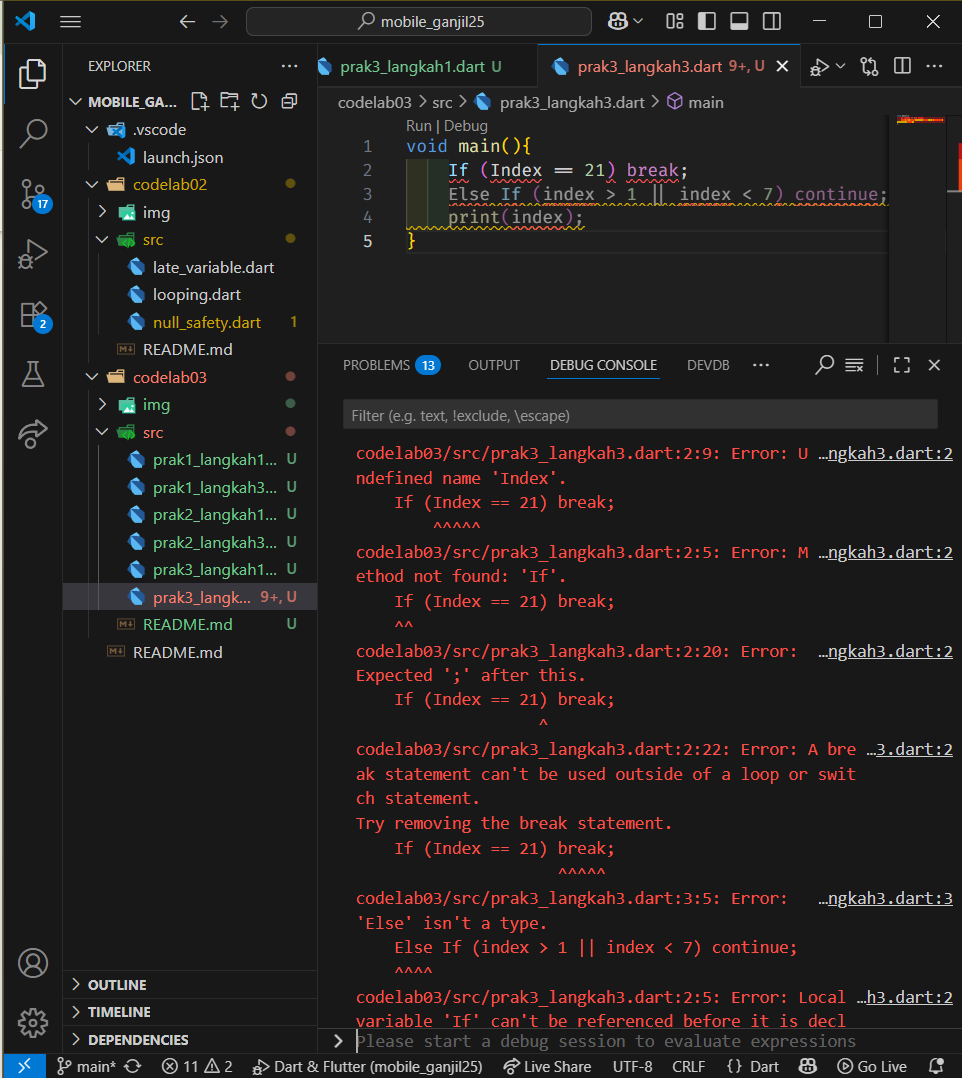 mobile_ganjil25
EXPLORER
prak3_langkah1.dart U
prak3_langkah3.dart 9+, U
MOBILE_GA...
.vscode
launch.json
codelab02
img
src
late_variable.dart
looping.dart
null_safety.dart 1
README.md
codelab03
img
src
prak1_langkah1... U
prak1_langkah3... U
prak2_langkah1... U
prak2_langkah3... U
prak3_langkah1... U
prak3_langk... 9+, U
README.md U
README.md
OUTLINE
TIMELINE
DEPENDENCIES
17
2
codelab03 > src > prak3_langkah3.dart > main
Run | Debug
1 void main(){
2 If (Index == 21) break;
3 Else If (index > 1 || index < 7) continue;
4 print(index);
5 }
PROBLEMS 13 OUTPUT DEBUG CONSOLE DEVDB ...
Filter (e.g. text, !exclude, \escape)
codelab03/src/prak3_langkah3.dart:2:9: Error: U …ngkah3.dart:2
ndefined name 'Index'.
If (Index == 21) break;
^^^^^
codelab03/src/prak3_langkah3.dart:2:5: Error: M …ngkah3.dart:2
ethod not found: 'If'.
If (Index == 21) break;
^^
codelab03/src/prak3_langkah3.dart:2:20: Error: …ngkah3.dart:2
Expected ';' after this.
If (Index == 21) break;
^
codelab03/src/prak3_langkah3.dart:2:22: Error: A bre …3.dart:2
ak statement can't be used outside of a loop or swit
ch statement.
Try removing the break statement.
If (Index == 21) break;
^^^^^
codelab03/src/prak3_langkah3.dart:3:5: Error: …ngkah3.dart:3
'Else' isn't a type.
Else If (index > 1 || index < 7) continue;
^^^^
codelab03/src/prak3_langkah3.dart:2:5: Error: Local …h3.dart:2
variable 'If' can't be referenced before it is decl
> Please start a debug session to evaluate expressions
main* 11 2 Dart & Flutter (mobile_ganjil25) Live Share UTF-8 CRLF {} Dart Go Live